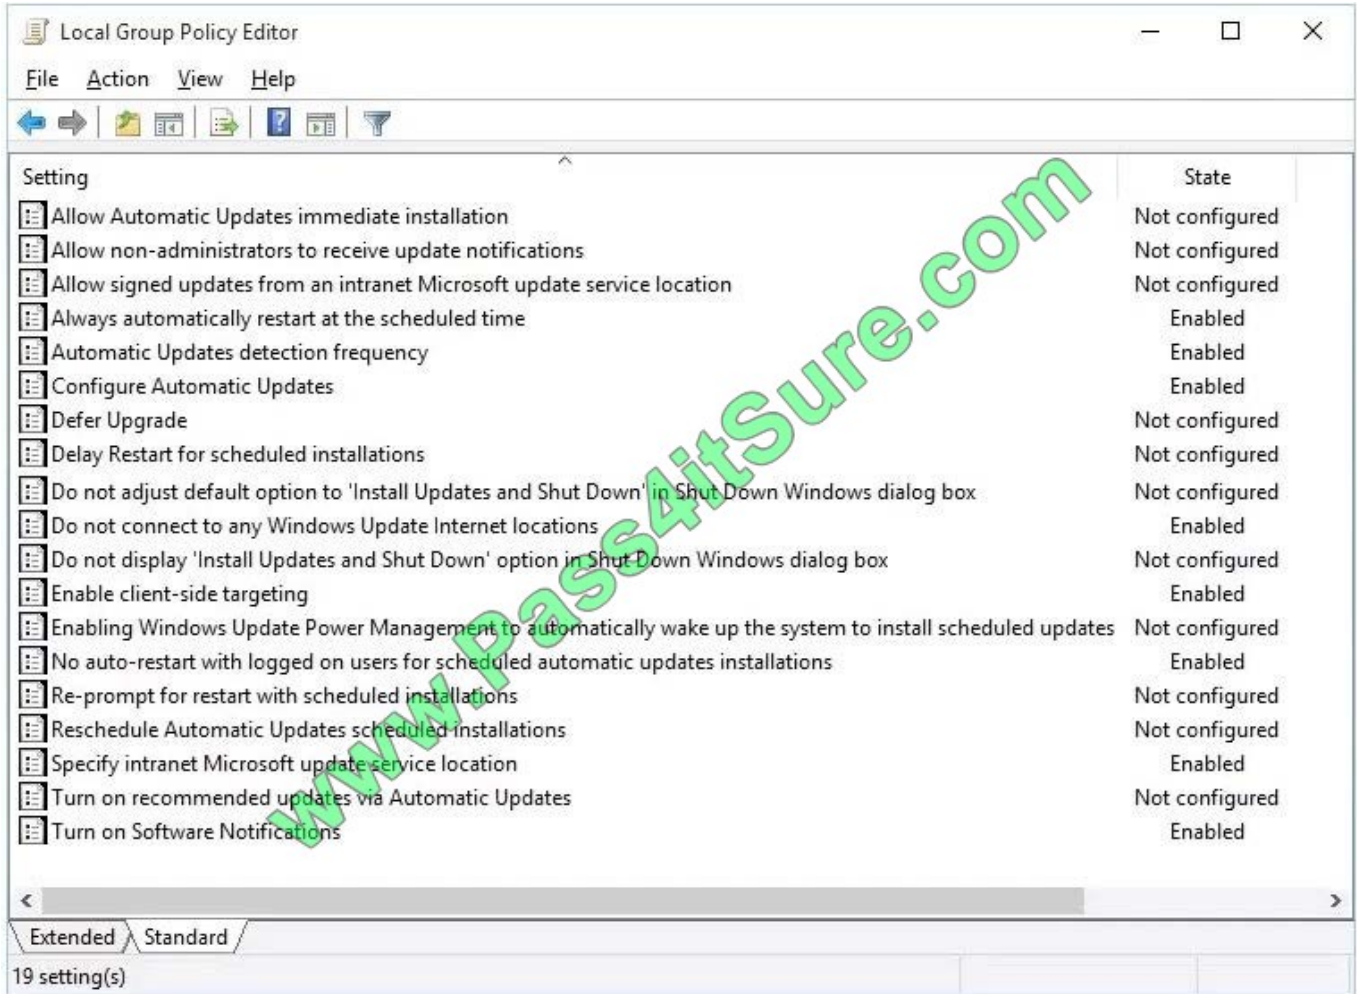 Local Group Policy Editor
File Action View Help
Setting State
Allow Automatic Updates immediate installation Not configured
Allow non-administrators to receive update notifications Not configured
Allow signed updates from an intranet Microsoft update service location Not configured
Always automatically restart at the scheduled time Enabled
Automatic Updates detection frequency Enabled
Configure Automatic Updates Enabled
Defer Upgrade Not configured
Delay Restart for scheduled installations Not configured
Do not adjust default option to 'Install Updates and Shut Down' in Shut Down Windows dialog box Not configured
Do not connect to any Windows Update Internet locations Enabled
Do not display 'Install Updates and Shut Down' option in Shut Down Windows dialog box Not configured
Enable client-side targeting Enabled
Enabling Windows Update Power Management to automatically wake up the system to install scheduled updates Not configured
No auto-restart with logged on users for scheduled automatic updates installations Enabled
Re-prompt for restart with scheduled installations Not configured
Reschedule Automatic Updates scheduled installations Not configured
Specify intranet Microsoft update service location Enabled
Turn on recommended updates via Automatic Updates Not configured
Turn on Software Notifications Enabled
www.Pass4itSure.com
Extended Standard
19 setting(s)